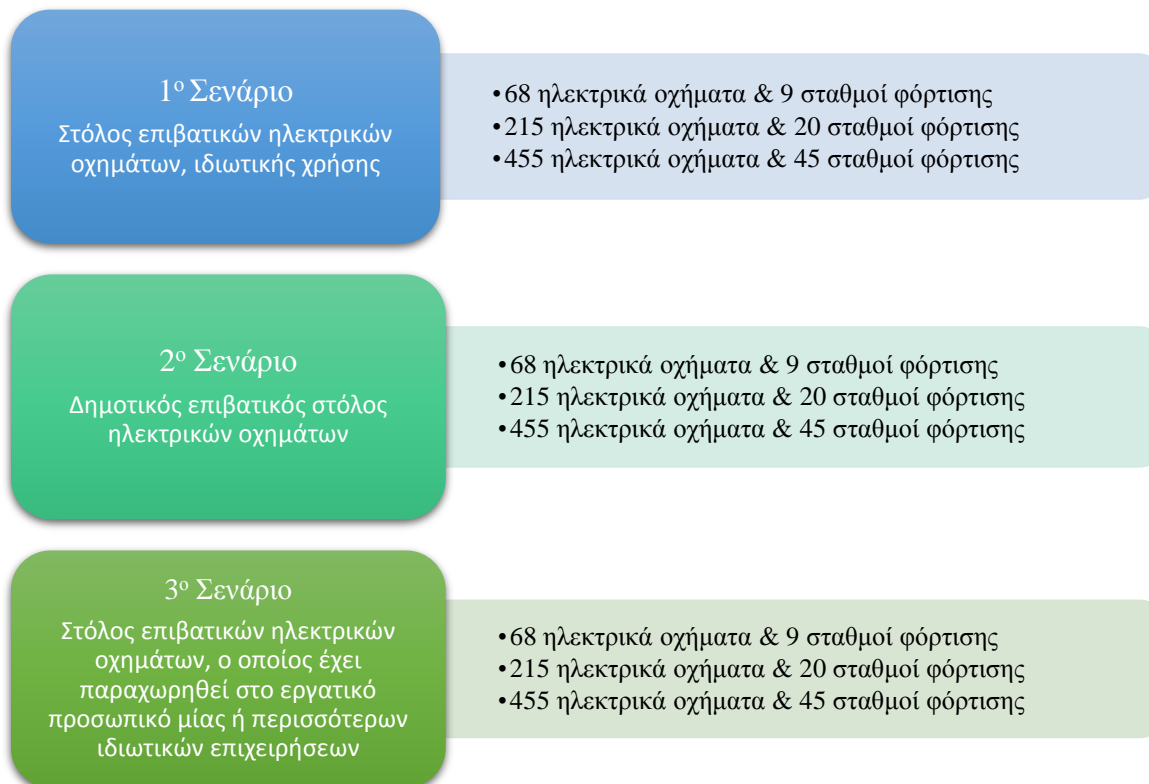 1ο Σενάριο
Στόλος επιβατικών ηλεκτρικών
οχημάτων, ιδιωτικής χρήσης
•68 ηλεκτρικά οχήματα & 9 σταθμοί φόρτισης
•215 ηλεκτρικά οχήματα & 20 σταθμοί φόρτισης
•455 ηλεκτρικά οχήματα & 45 σταθμοί φόρτισης
2ο Σενάριο
Δημοτικός επιβατικός στόλος
ηλεκτρικών οχημάτων
•68 ηλεκτρικά οχήματα & 9 σταθμοί φόρτισης
•215 ηλεκτρικά οχήματα & 20 σταθμοί φόρτισης
•455 ηλεκτρικά οχήματα & 45 σταθμοί φόρτισης
3ο Σενάριο
Στόλος επιβατικών ηλεκτρικών
οχημάτων, ο οποίος έχει
παραχωρηθεί στο εργατικό
προσωπικό μίας ή περισσότερων
ιδιωτικών επιχειρήσεων
•68 ηλεκτρικά οχήματα & 9 σταθμοί φόρτισης
•215 ηλεκτρικά οχήματα & 20 σταθμοί φόρτισης
•455 ηλεκτρικά οχήματα & 45 σταθμοί φόρτισης